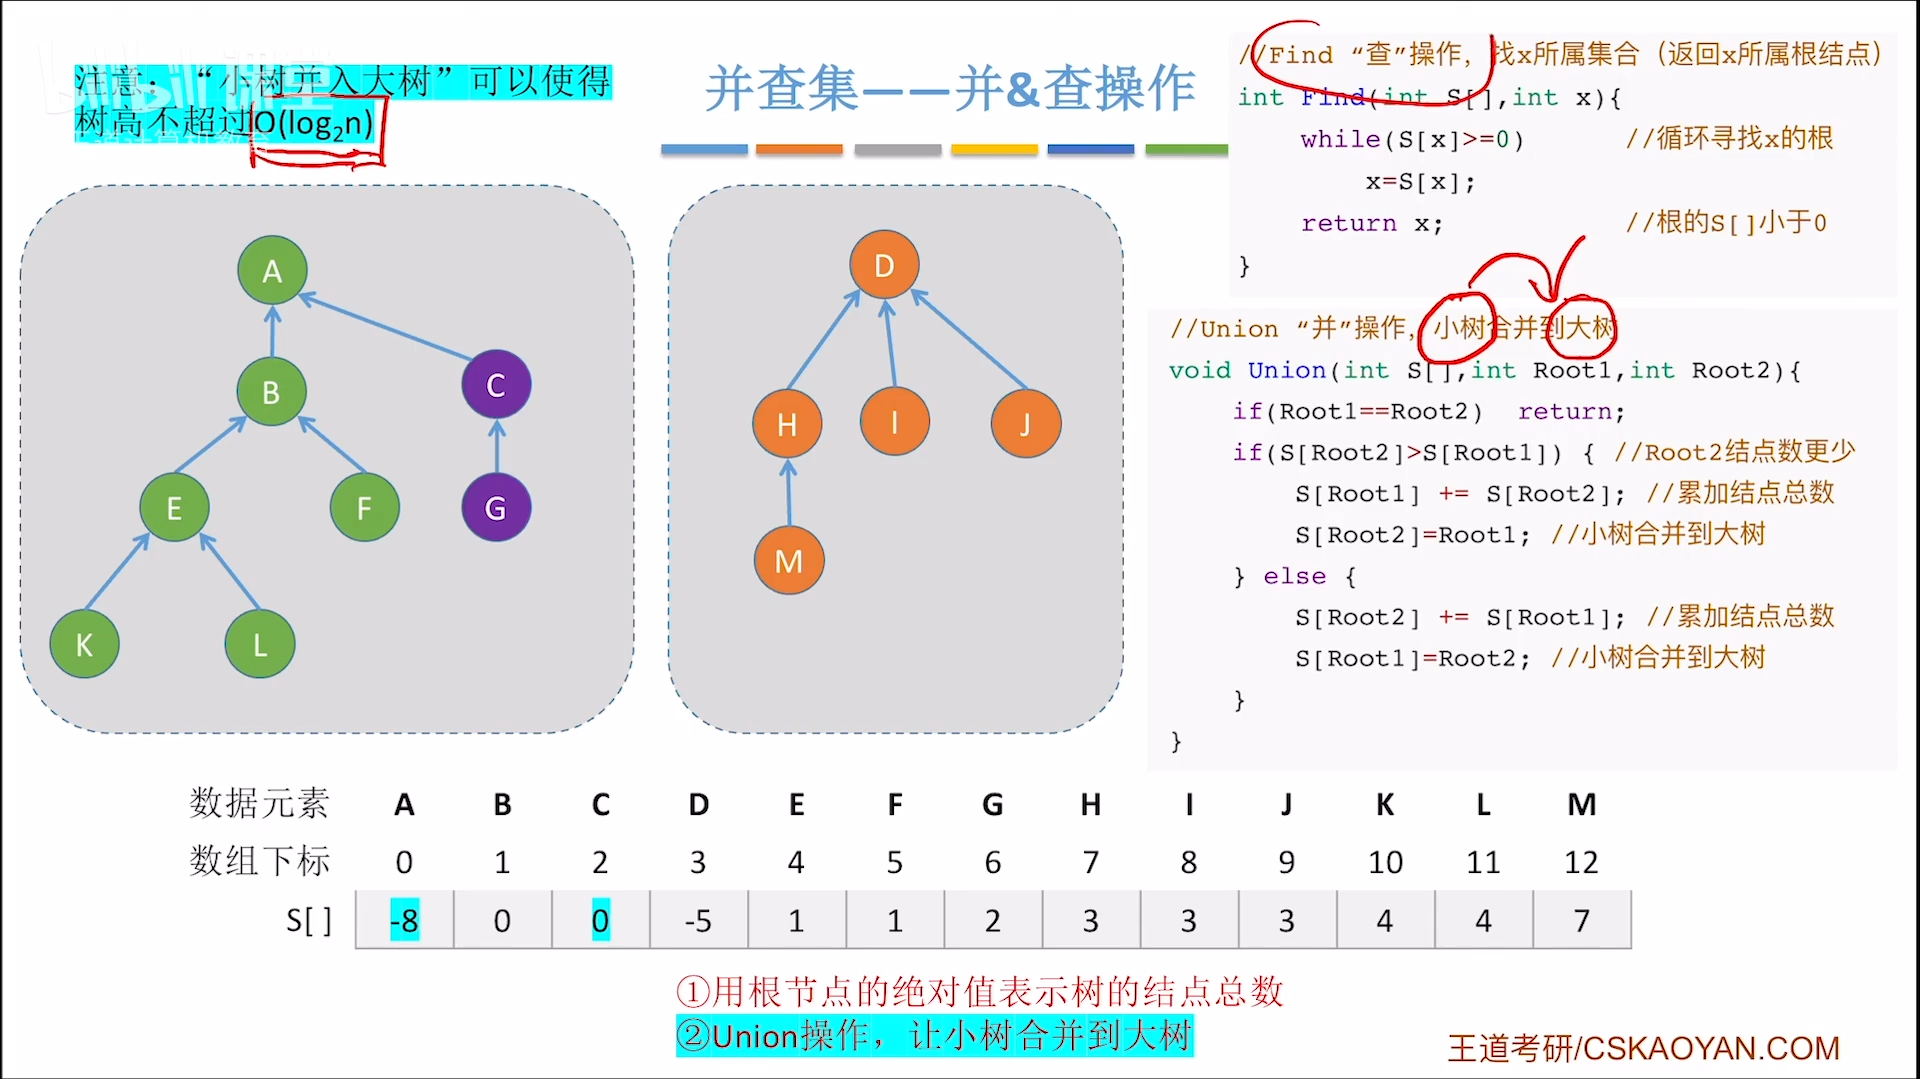 注意：“小树并入大树”可以使得
树高不超过O(log₂n)
并查集——并&查操作
//Find “查”操作，找x所属集合（返回x所属根结点）
int Find(int S[],int x){
while(S[x]>=0) //循环寻找x的根
x=S[x];
return x; //根的S[]小于0
}
//Union “并”操作，小树合并到大树
void Union(int S[],int Root1,int Root2){
if(Root1==Root2) return;
if(S[Root2]>S[Root1]) { //Root2结点数更少
S[Root1] += S[Root2]; //累加结点总数
S[Root2]=Root1; //小树合并到大树
} else {
S[Root2] += S[Root1]; //累加结点总数
S[Root1]=Root2; //小树合并到大树
}
}
A
B
C
E
F
G
K
L
D
H
I
J
M
数据元素 A B C D E F G H I J K L M
数组下标 0 1 2 3 4 5 6 7 8 9 10 11 12
S[ ] -8 0 0 -5 1 1 2 3 3 3 4 4 7
①用根节点的绝对值表示树的结点总数
②Union操作，让小树合并到大树
王道考研/CSKAOYAN.COM